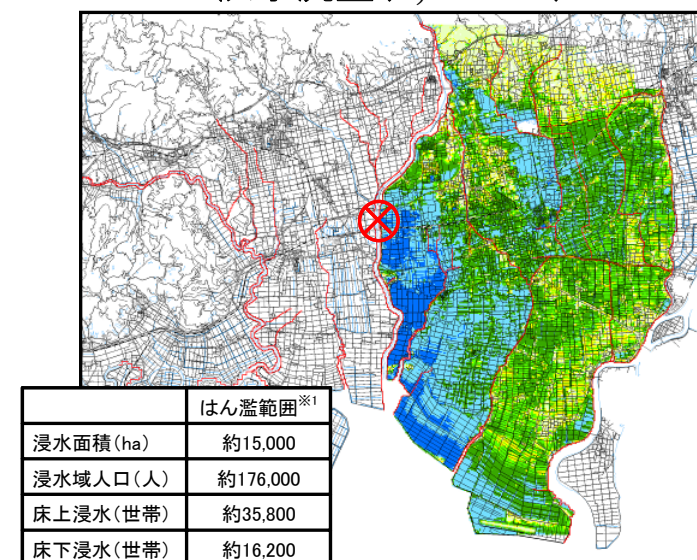 はん濫範囲※1
浸水面積(ha) 約15,000
浸水域人口(人) 約176,000
床上浸水(世帯) 約35,800
床下浸水(世帯) 約16,200